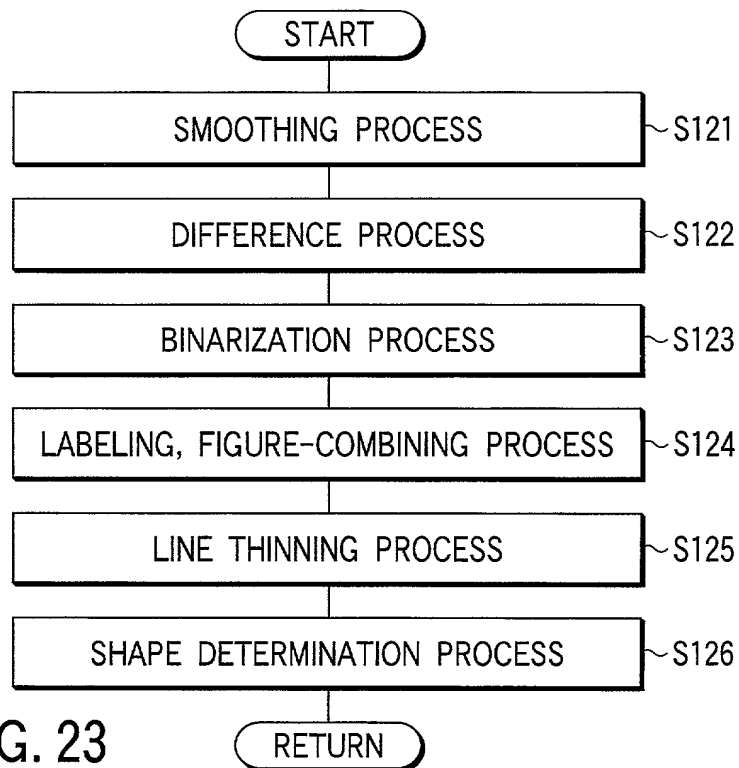 START
SMOOTHING PROCESS ~S121
DIFFERENCE PROCESS ~S122
BINARIZATION PROCESS ~S123
LABELING, FIGURE-COMBINING PROCESS ~S124
LINE THINNING PROCESS ~S125
SHAPE DETERMINATION PROCESS ~S126
G. 23
RETURN